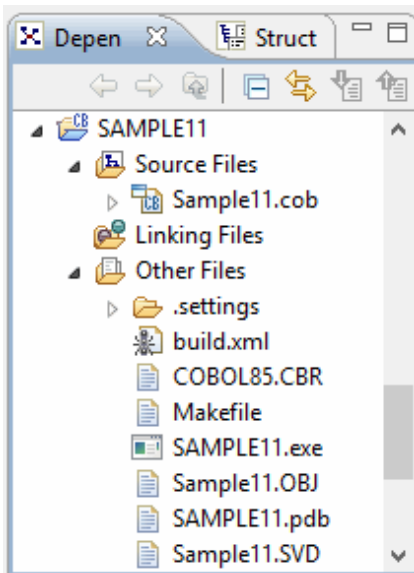 Depen Struct
SAMPLE11
Source Files
Sample11.cob
Linking Files
Other Files
.settings
build.xml
COBOL85.CBR
Makefile
SAMPLE11.exe
Sample11.OBJ
SAMPLE11.pdb
Sample11.SVD